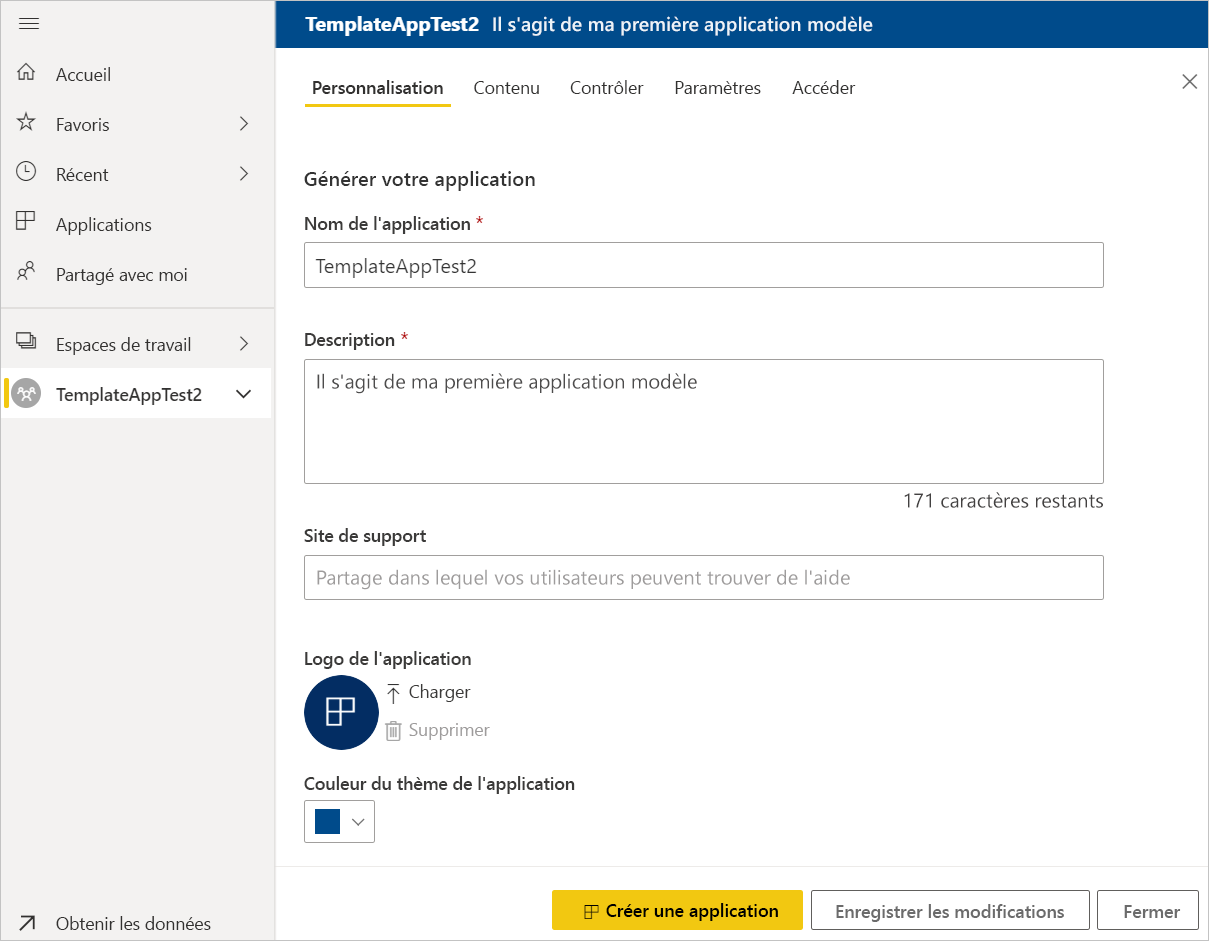 TemplateAppTest2 Il s'agit de ma première application modèle
Accueil
Favoris
Récent
Applications
Partagé avec moi
Espaces de travail
TemplateAppTest2
Obtenir les données
Personnalisation Contenu Contrôler Paramètres Accéder
Générer votre application
Nom de l'application *
TemplateAppTest2
Description *
Il s'agit de ma première application modèle
171 caractères restants
Site de support
Partage dans lequel vos utilisateurs peuvent trouver de l'aide
Logo de l'application
Charger
Supprimer
Couleur du thème de l'application
Créer une application Enregistrer les modifications Fermer